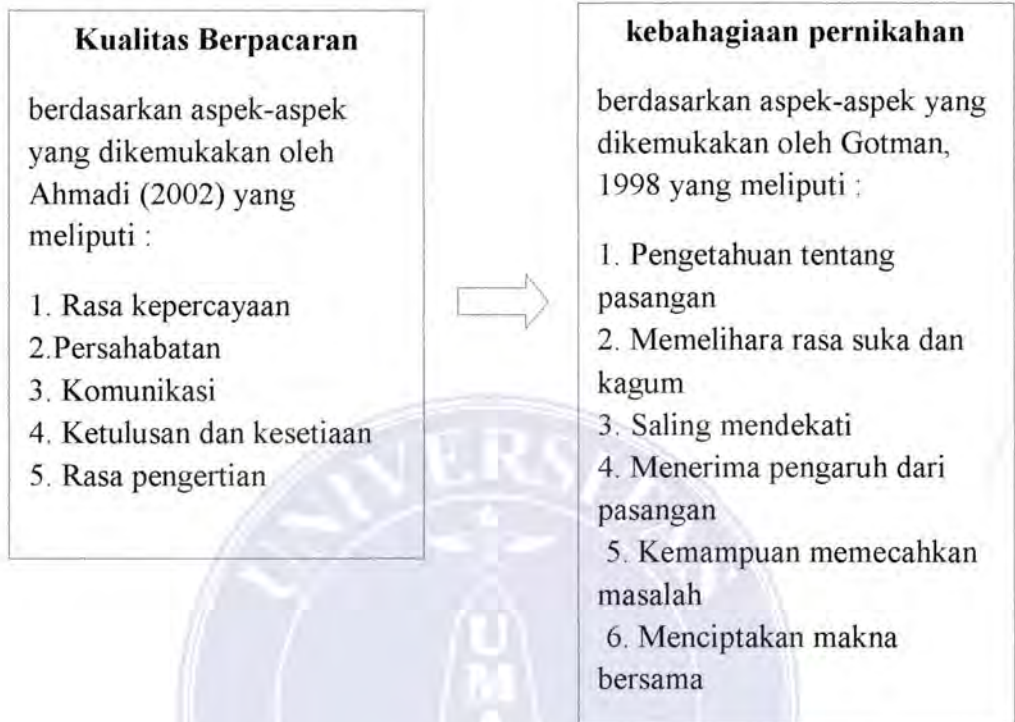 Kualitas Berpacaran
berdasarkan aspek-aspek
yang dikemukakan oleh
Ahmadi (2002) yang
meliputi :
1. Rasa kepercayaan
2.Persahabatan
3. Komunikasi
4. Ketulusan dan kesetiaan
5. Rasa pengertian
kebahagiaan pernikahan
berdasarkan aspek-aspek yang
dikemukakan oleh Gotman,
1998 yang meliputi :
1. Pengetahuan tentang
pasangan
2. Memelihara rasa suka dan
kagum
3. Saling mendekati
4. Menerima pengaruh dari
pasangan
5. Kemampuan memecahkan
masalah
6. Menciptakan makna
bersama